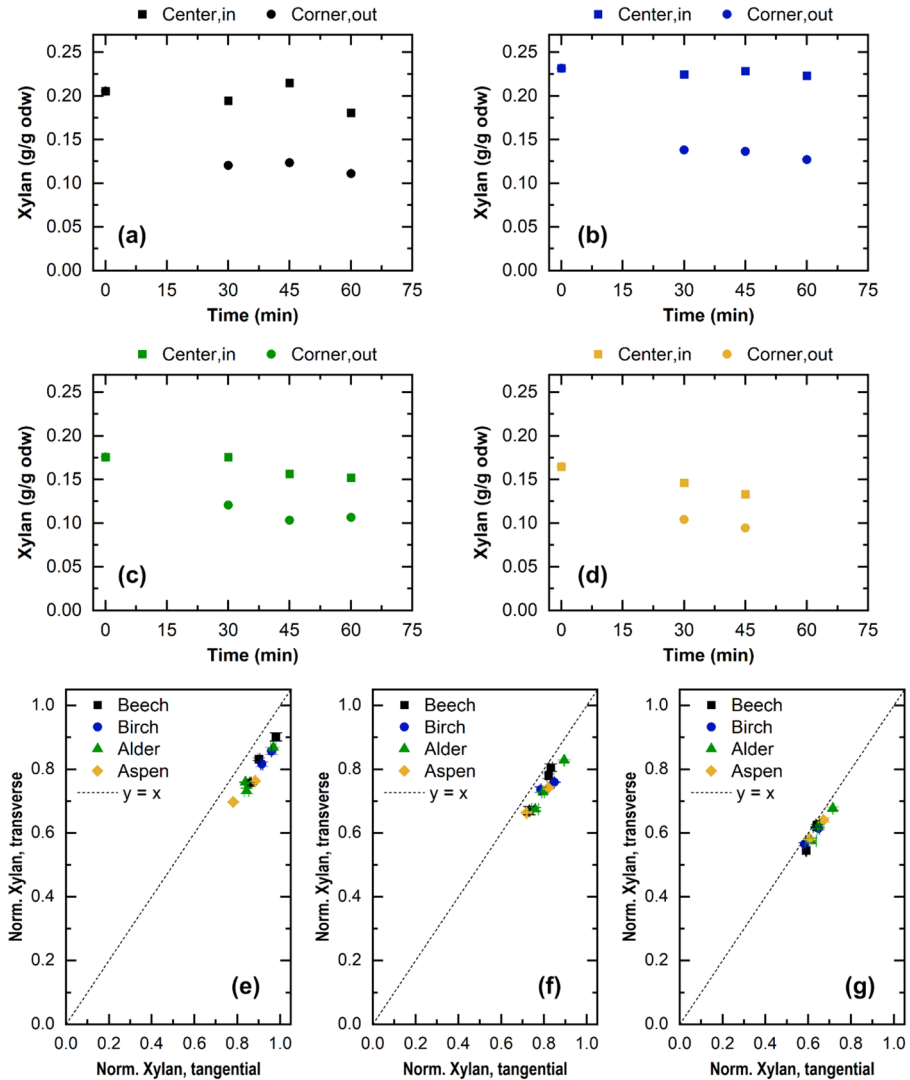 Center,in Corner,out
Center,in Corner,out
0.25
0.20
0.15
0.10
0.05
0.00
Xylan (g/g odw)
(a)
0 15 30 45 60 75
Time (min)
0.25
0.20
0.15
0.10
0.05
0.00
Xylan (g/g odw)
(b)
0 15 30 45 60 75
Time (min)
Center,in Corner,out
Center,in Corner,out
0.25
0.20
0.15
0.10
0.05
0.00
Xylan (g/g odw)
(c)
0 15 30 45 60 75
Time (min)
0.25
0.20
0.15
0.10
0.05
0.00
Xylan (g/g odw)
(d)
0 15 30 45 60 75
Time (min)
1.0
0.8
0.6
0.4
0.2
0.0
Norm. Xylan, transverse
Beech
Birch
Alder
Aspen
y = x
(e)
0.0 0.2 0.4 0.6 0.8 1.0
Norm. Xylan, tangential
1.0
0.8
0.6
0.4
0.2
0.0
Norm. Xylan, transverse
Beech
Birch
Alder
Aspen
y = x
(f)
0.0 0.2 0.4 0.6 0.8 1.0
Norm. Xylan, tangential
1.0
0.8
0.6
0.4
0.2
0.0
Norm. Xylan, transverse
Beech
Birch
Alder
Aspen
y = x
(g)
0.0 0.2 0.4 0.6 0.8 1.0
Norm. Xylan, tangential